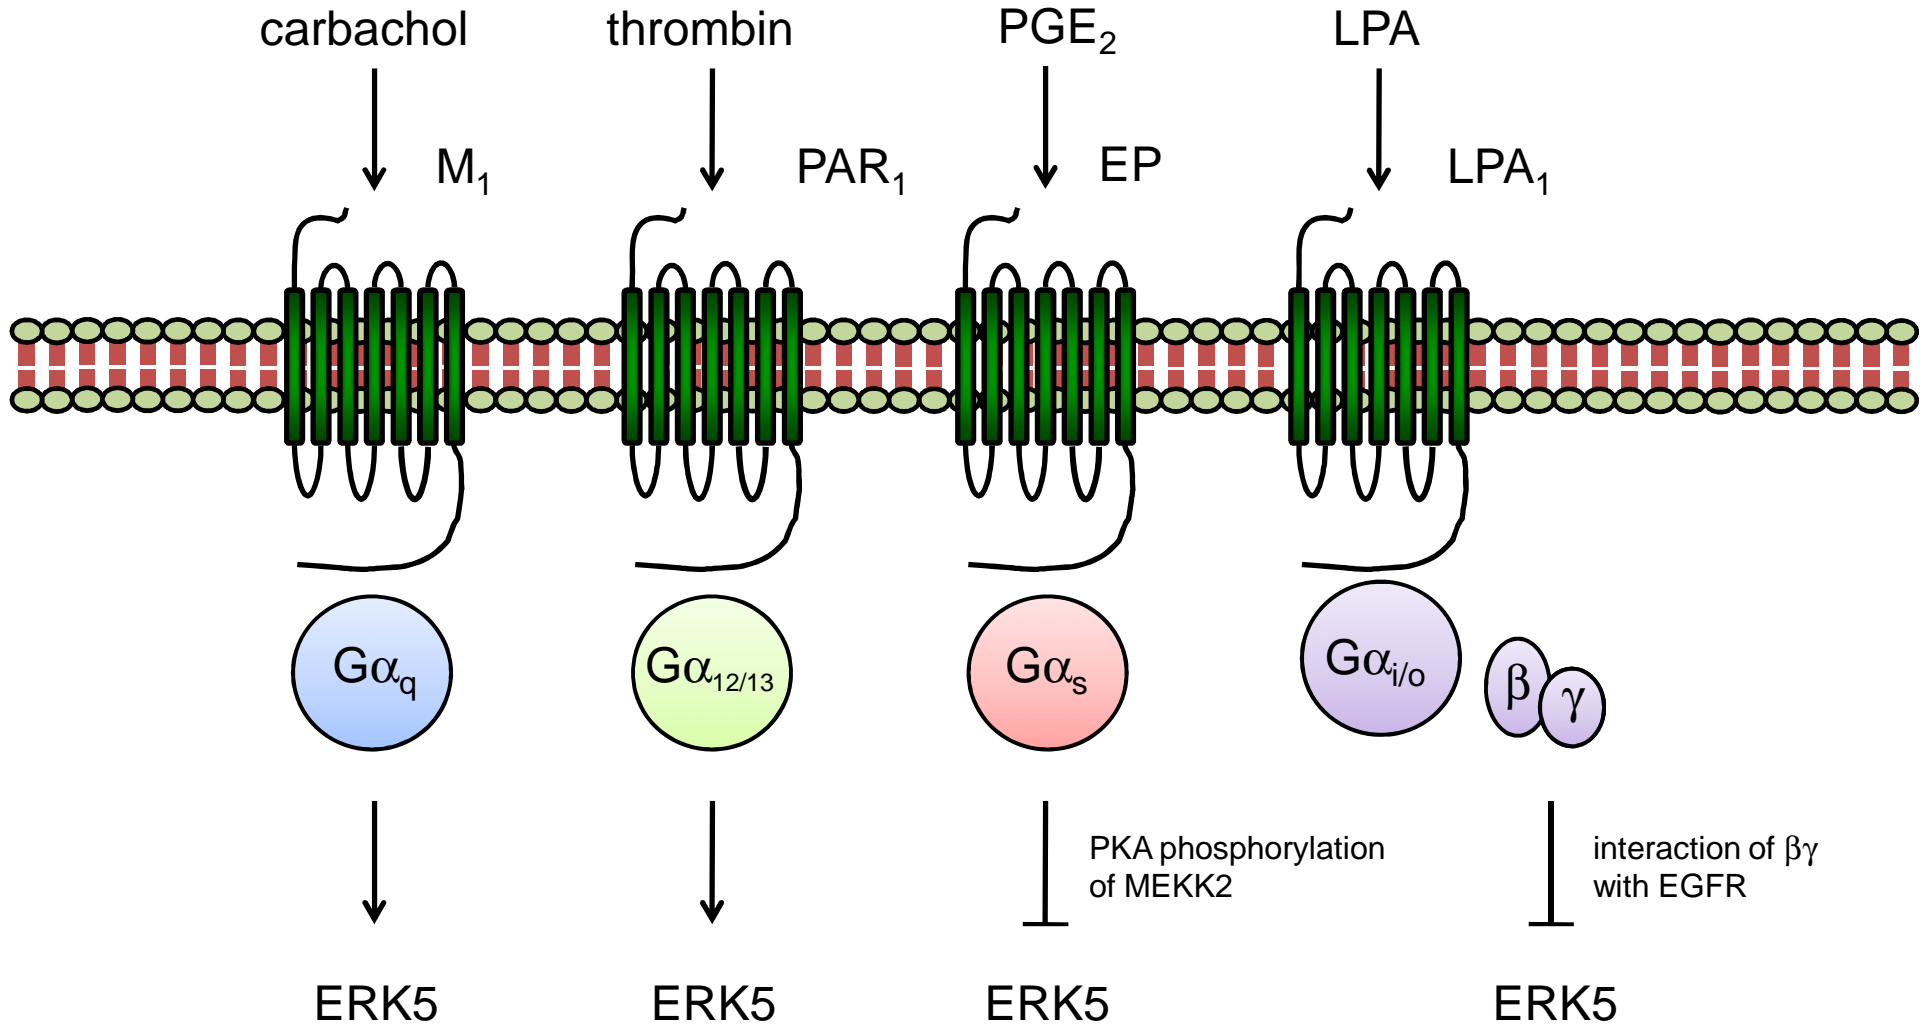 carbachol thrombin PGE₂ LPA
M₁ PAR₁ EP LPA₁
Gαq Gα₁₂/₁₃ Gαs Gαi/o β γ
PKA phosphorylation
of MEKK2
interaction of βγ
with EGFR
ERK5 ERK5 ERK5 ERK5